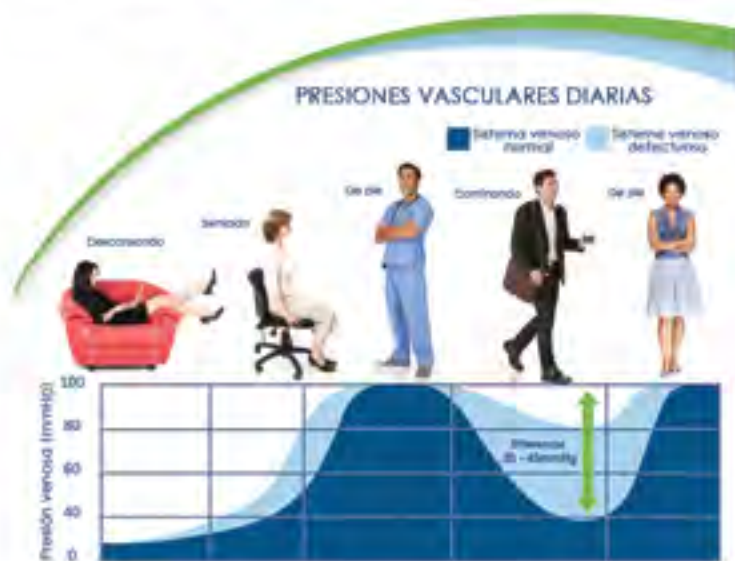 PRESIONES VASCULARES DIARIAS
Sistema venoso
normal
Sistema venoso
defectuoso
Descansando
Sentado
De pie
Caminando
De pie
Presión venosa (mmHg)
100
80
60
40
0
Diferencia